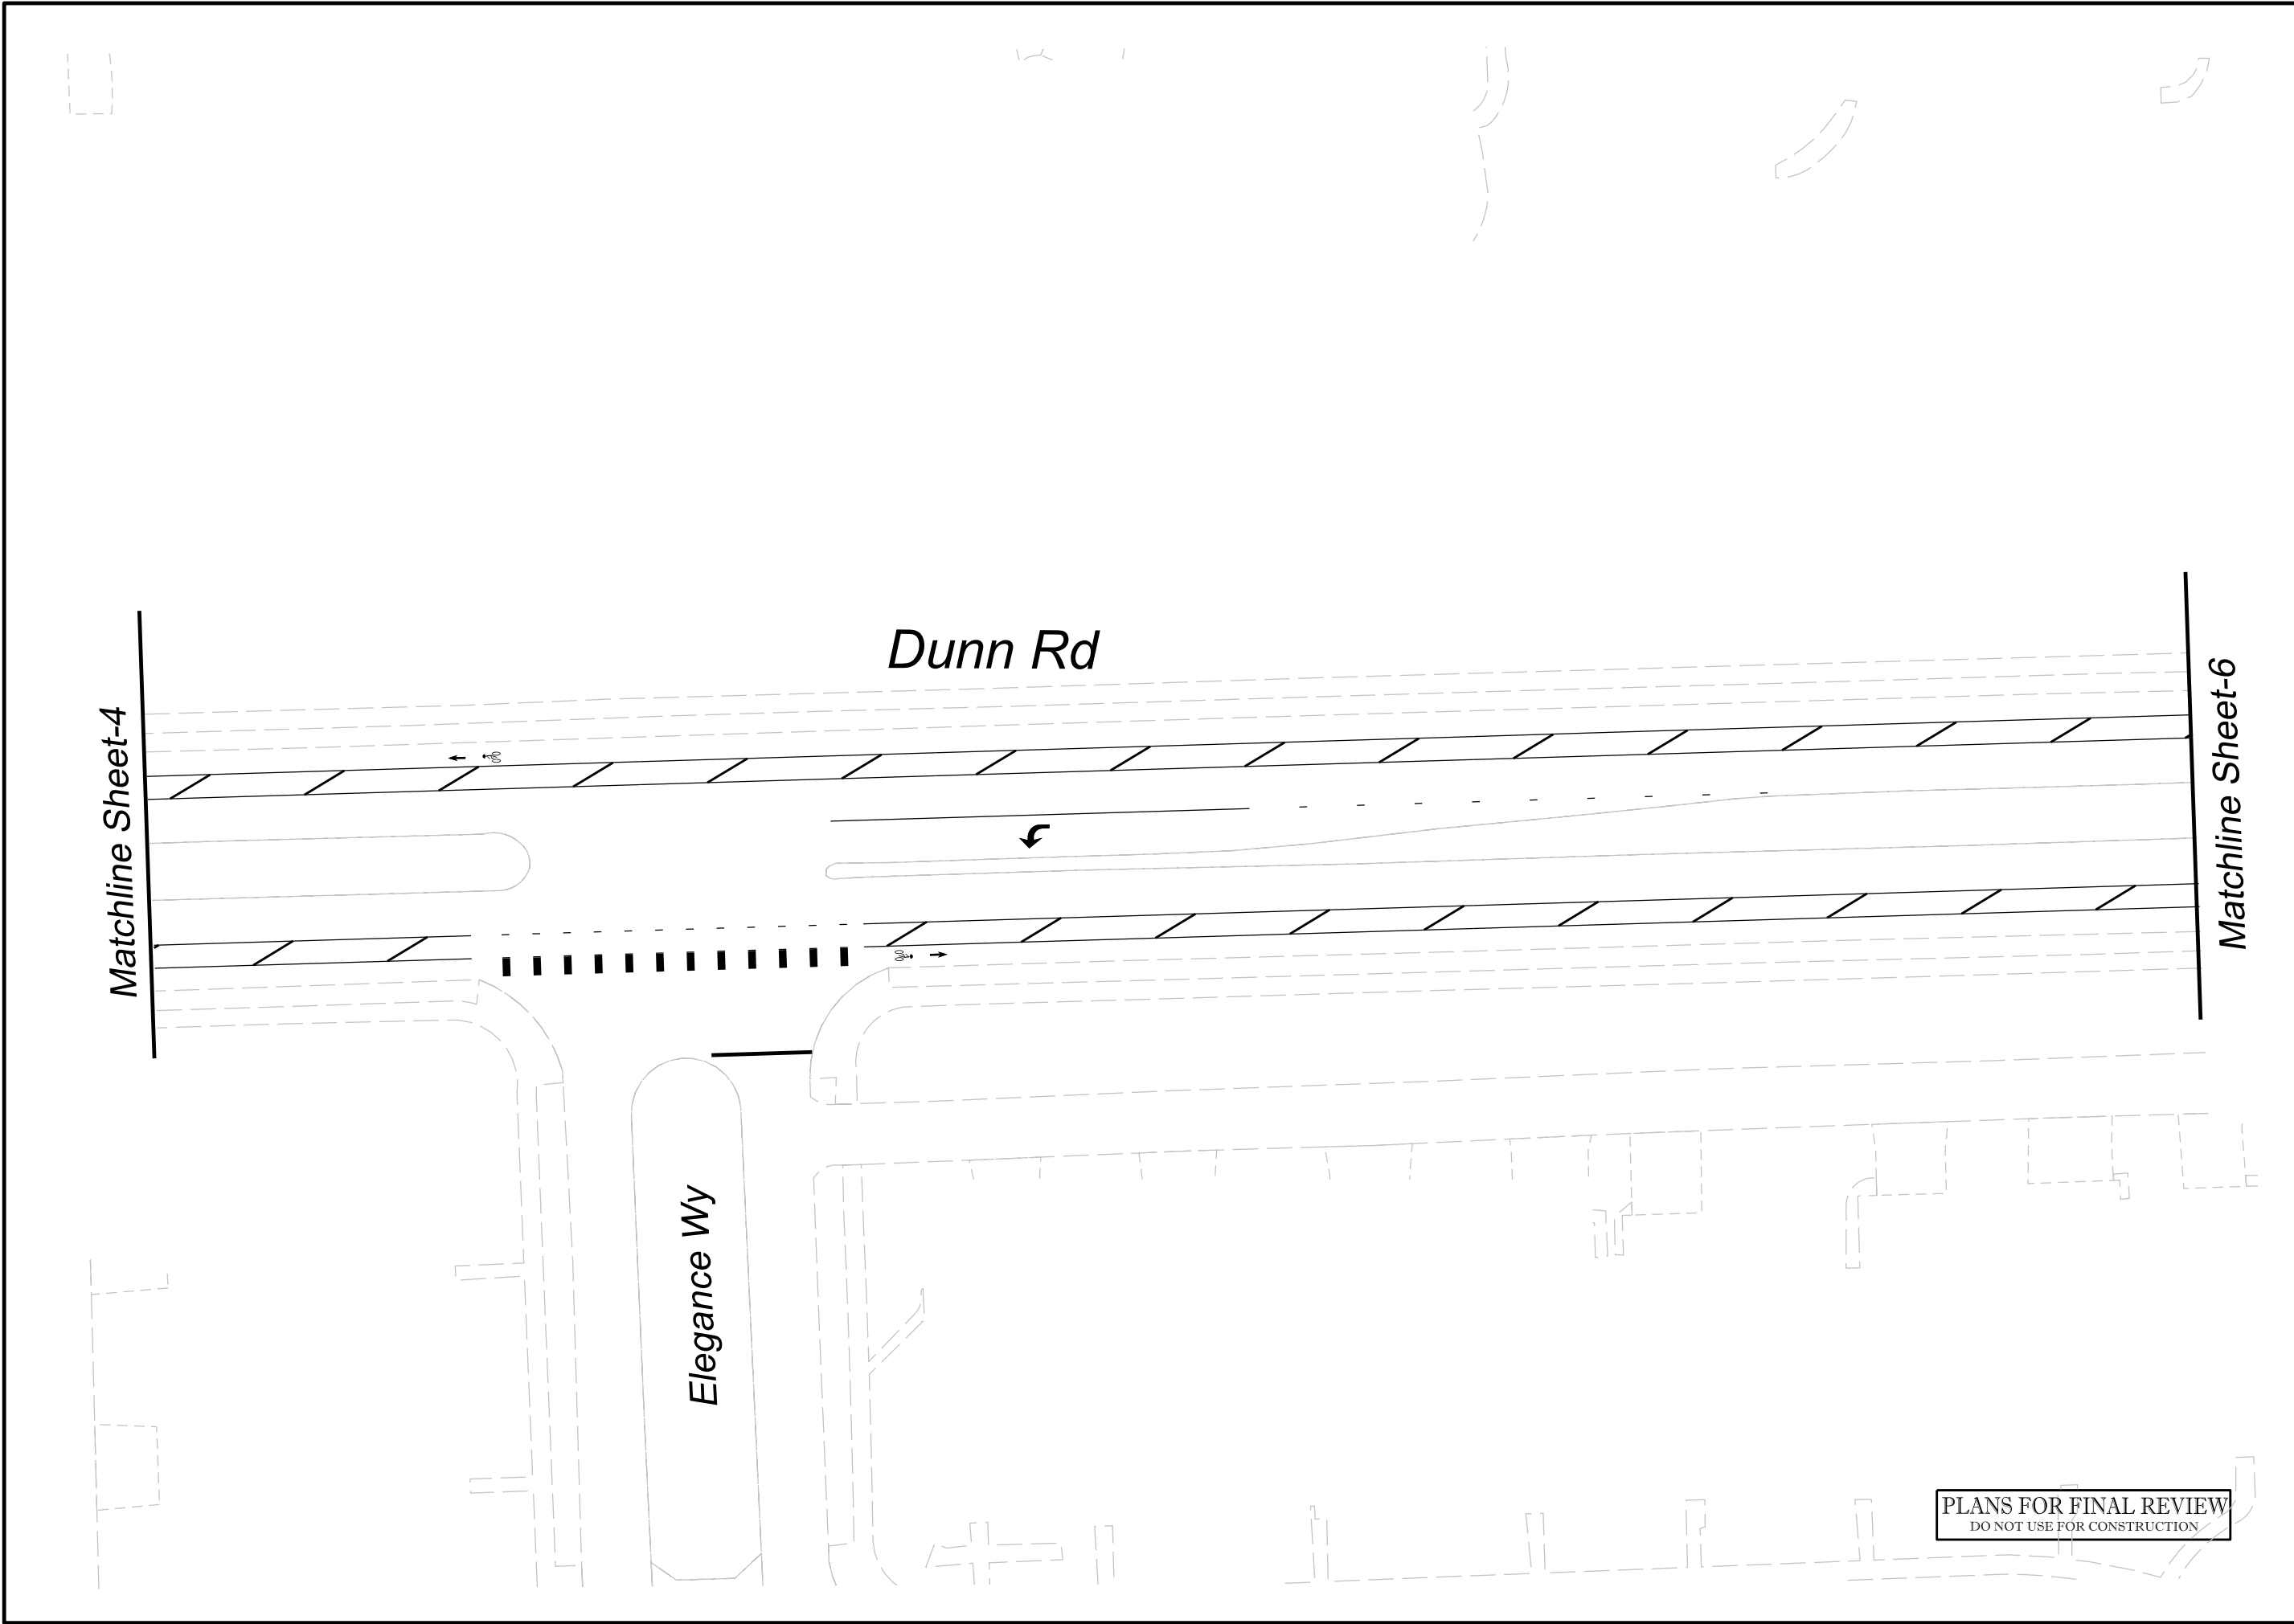 Dunn Rd
Matchline Sheet-4
Matchline Sheet-6
Elegance Wy
PLANS FOR FINAL REVIEW
DO NOT USE FOR CONSTRUCTION